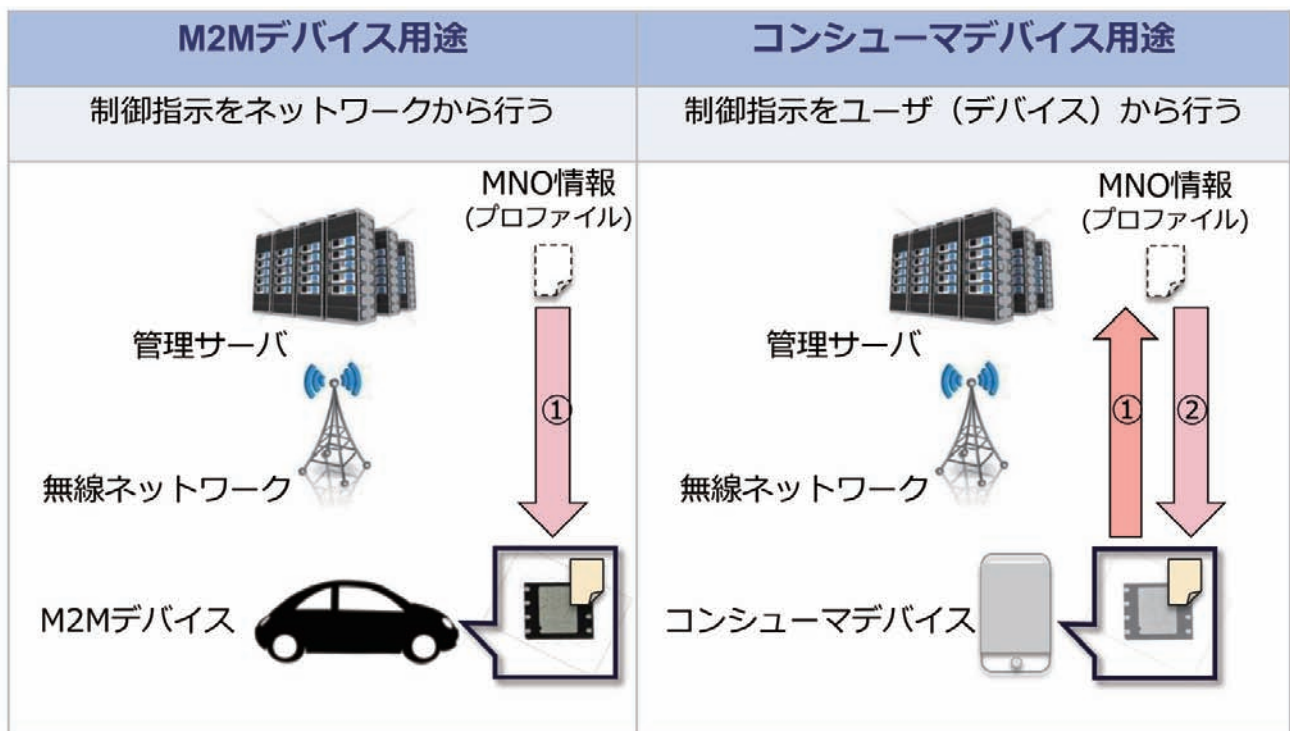 M2Mデバイス用途
制御指示をネットワークから行う
MNO情報
(プロファイル)
管理サーバ
①
無線ネットワーク
M2Mデバイス
コンシューマデバイス用途
制御指示をユーザ（デバイス）から行う
MNO情報
(プロファイル)
管理サーバ
① ②
無線ネットワーク
コンシューマデバイス